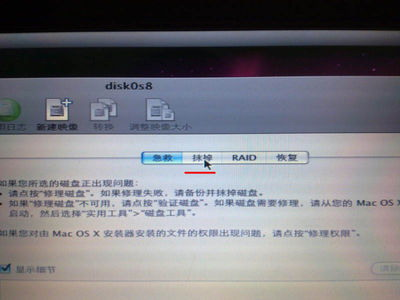 disk0s8
用日志 新建映像 转换 调整映像大小
急救 抹掉 RAID 恢复
如果您所选的磁盘正出现问题：
• 请点按“修理磁盘”。如果修理失败，请备份并抹掉磁盘。
• 如果“修理磁盘”不可用，请点按“验证磁盘”。如果磁盘需要修理，请从您的 Mac OS X
启动，然后选择“实用工具”>“磁盘工具”。
如果您对由 Mac OS X 安装器安装的文件的权限出现问题，请点按“修理权限”。
显示细节